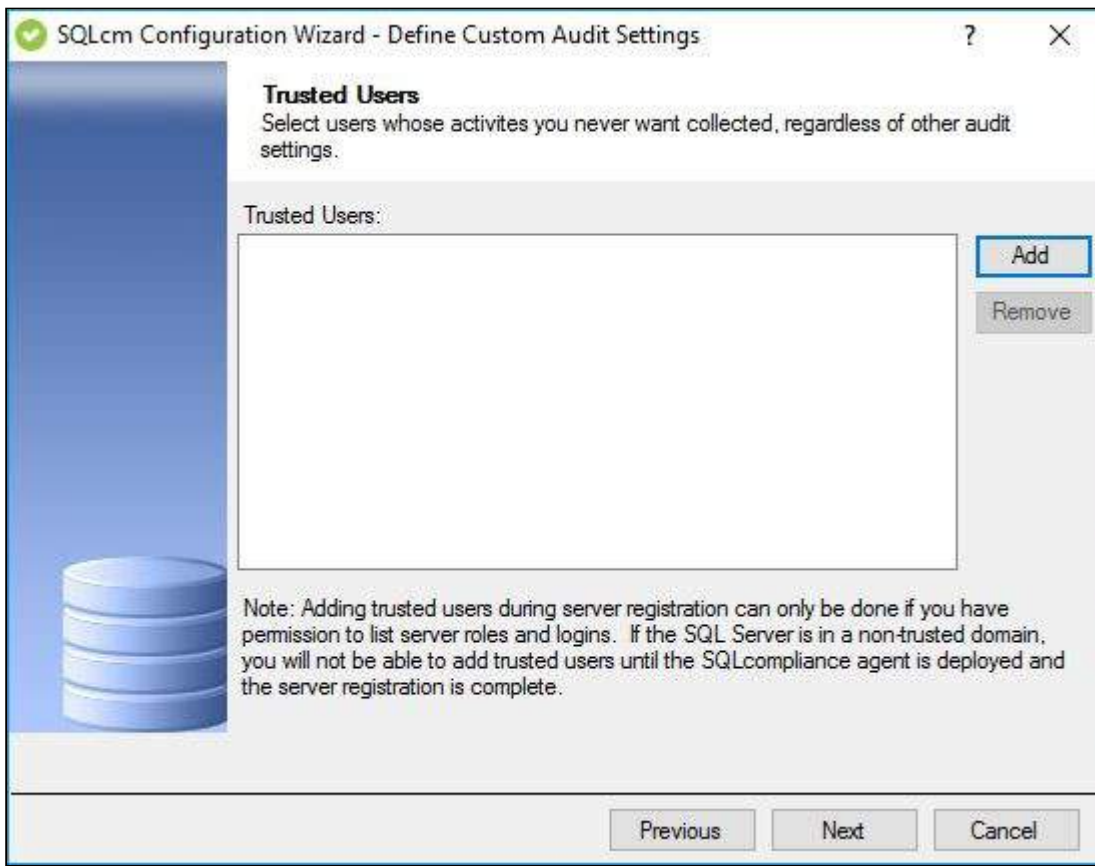 SQLcm Configuration Wizard - Define Custom Audit Settings
?
Trusted Users
Select users whose activites you never want collected, regardless of other audit
settings.
Trusted Users:
Add
Remove
Note: Adding trusted users during server registration can only be done if you have
permission to list server roles and logins. If the SQL Server is in a non-trusted domain,
you will not be able to add trusted users until the SQLcompliance agent is deployed and
the server registration is complete.
Previous
Next
Cancel